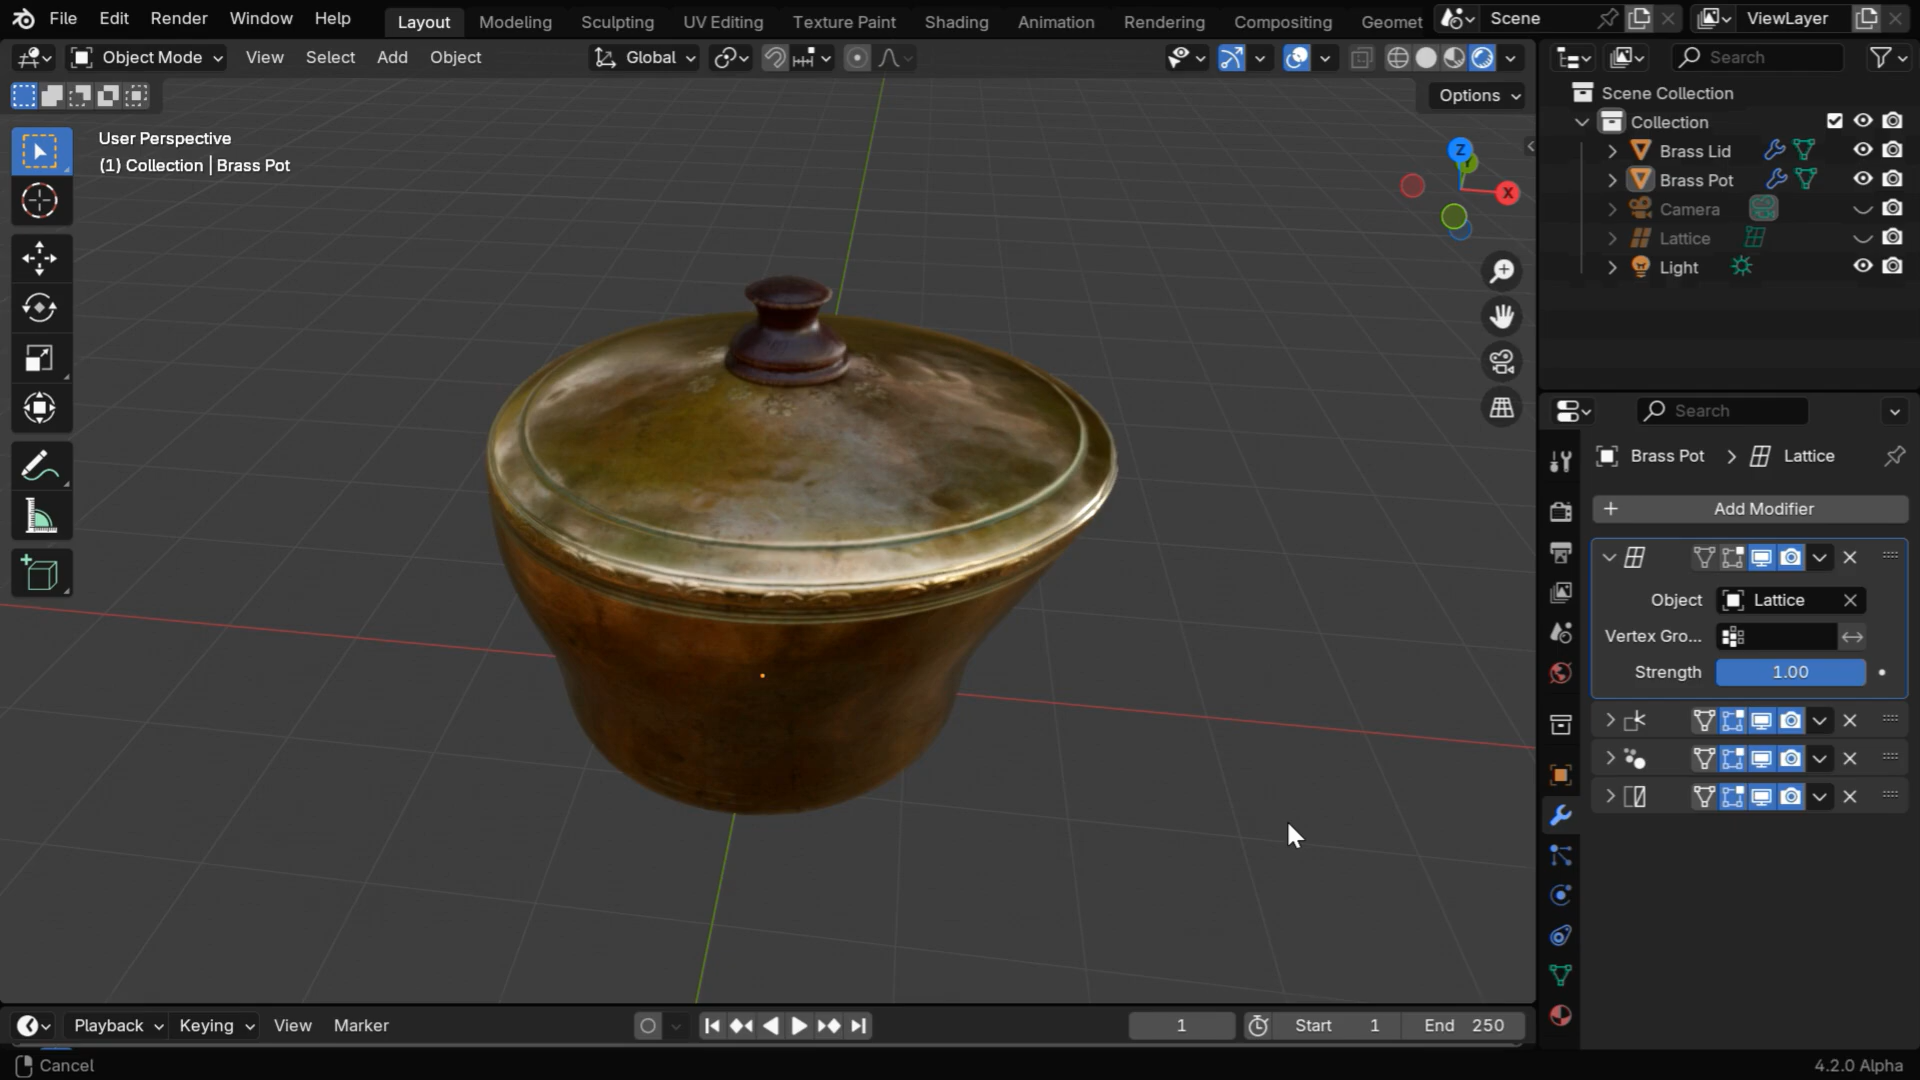 File Edit Render Window Help Layout Modeling Sculpting UV Editing Texture Paint Shading Animation Rendering Compositing Geomet Scene ViewLayer
Object Mode View Select Add Object Global Search
Options
User Perspective
(1) Collection | Brass Pot
Z
X
Scene Collection
Collection
Brass Lid
Brass Pot
Camera
Lattice
Light
Search
Brass Pot > Lattice
+ Add Modifier
Object Lattice
Vertex Gro...
Strength 1.00
Playback Keying View Marker 1 Start 1 End 250
Cancel 4.2.0 Alpha